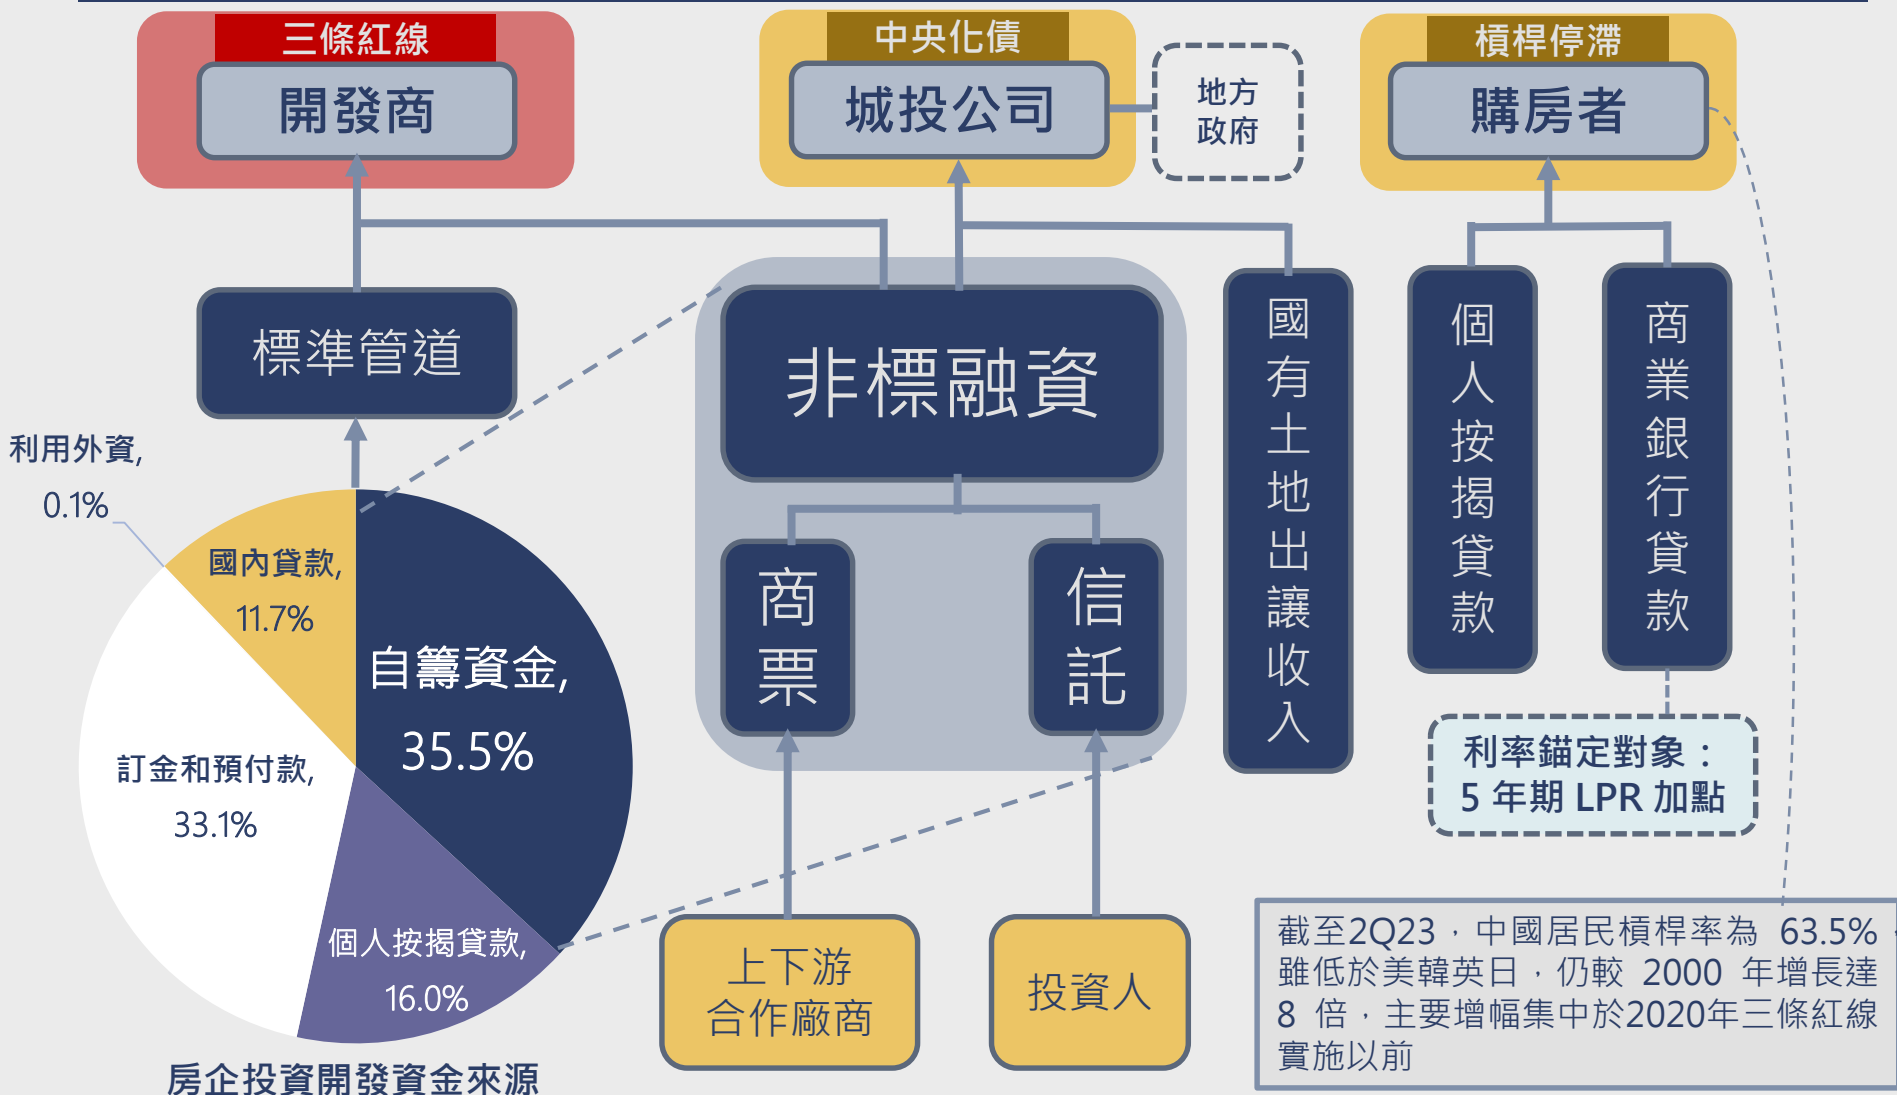 三條紅線
開發商
中央化債
城投公司
地方
政府
槓桿停滯
購房者
標準管道
非標融資
商票
信託
國有土地出讓收入
個人按揭貸款
商業銀行貸款
利率錨定對象：
5 年期 LPR 加點
利用外資,
0.1%
國內貸款,
11.7%
自籌資金,
35.5%
訂金和預付款,
33.1%
個人按揭貸款,
16.0%
房企投資開發資金來源
上下游
合作廠商
投資人
截至2Q23，中國居民槓桿率為 63.5%，
雖低於美韓英日，仍較 2000 年增長達
8 倍，主要增幅集中於2020年三條紅線
實施以前